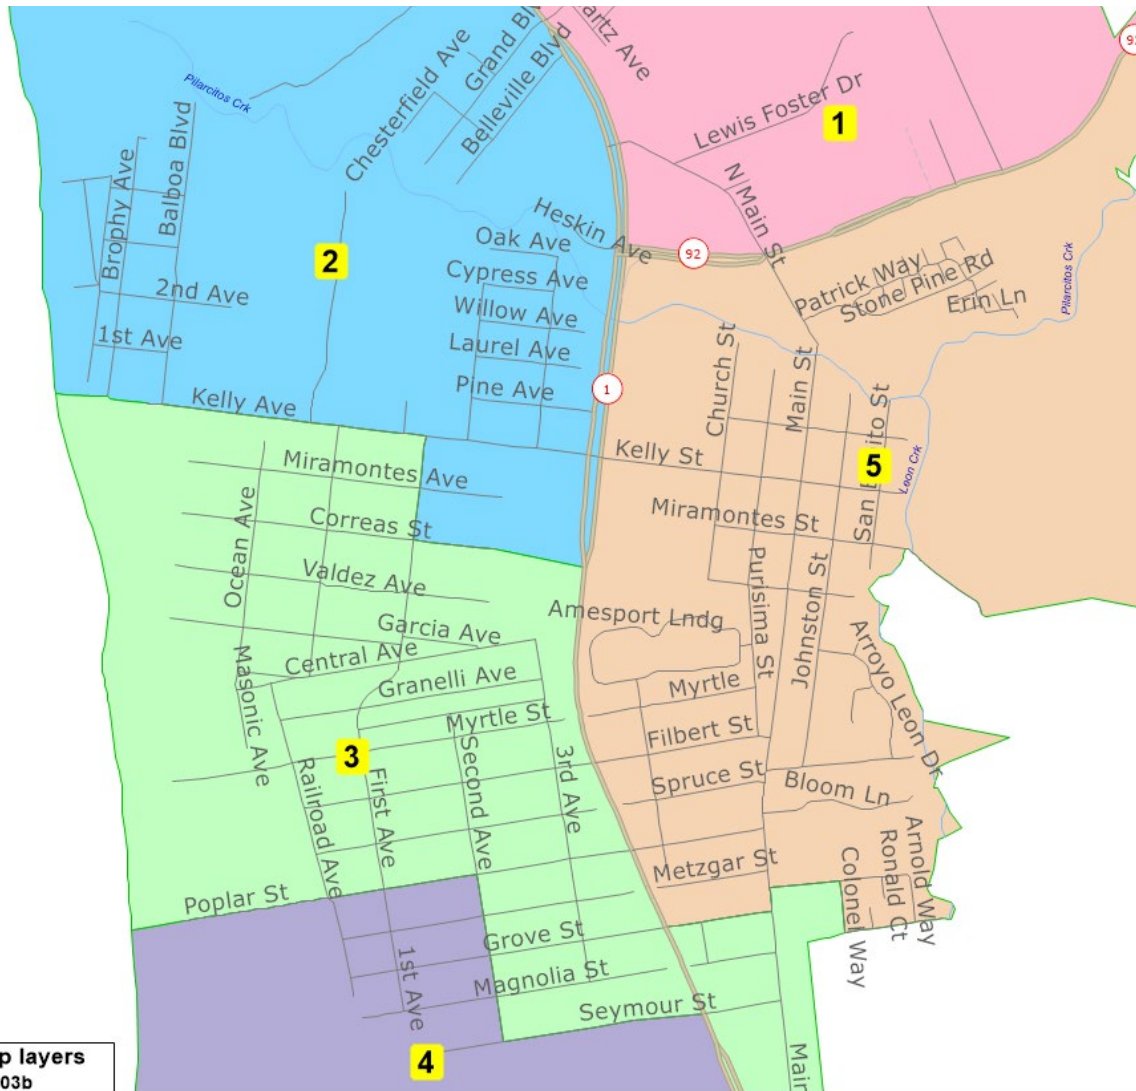 artz Ave
Grand Bl
Chesterfield Ave
Belleville Blvd
Pilarcitos Crk
Lewis Foster Dr
1
Balboa Blvd
Brophy Ave
N Main St
Heskin Ave
Oak Ave
92
2
Cypress Ave
Patrick Way
Stone Pine Rd
Erin Ln
Pilarcitos Crk
2nd Ave
Willow Ave
1st Ave
Laurel Ave
Church St
Main St
Pine Ave
1
Kelly Ave
Kelly St
5
Leon Crk
Miramontes Ave
Miramontes St
Correas St
Ocean Ave
Valdez Ave
Purisima St
Johnston St
Amesport Lndg
Garcia Ave
Central Ave
Arroyo Leon Dr
Masonic Ave
Granelli Ave
Myrtle
Myrtle St
Filbert St
3
Second Ave
3rd Ave
Railroad Ave
First Ave
Spruce St
Bloom Ln
Metzgar St
Colonel Way
Ronald Ct
Arnold Way
Poplar St
Grove St
1st Ave
Magnolia St
Seymour St
4
Main
p layers
03b